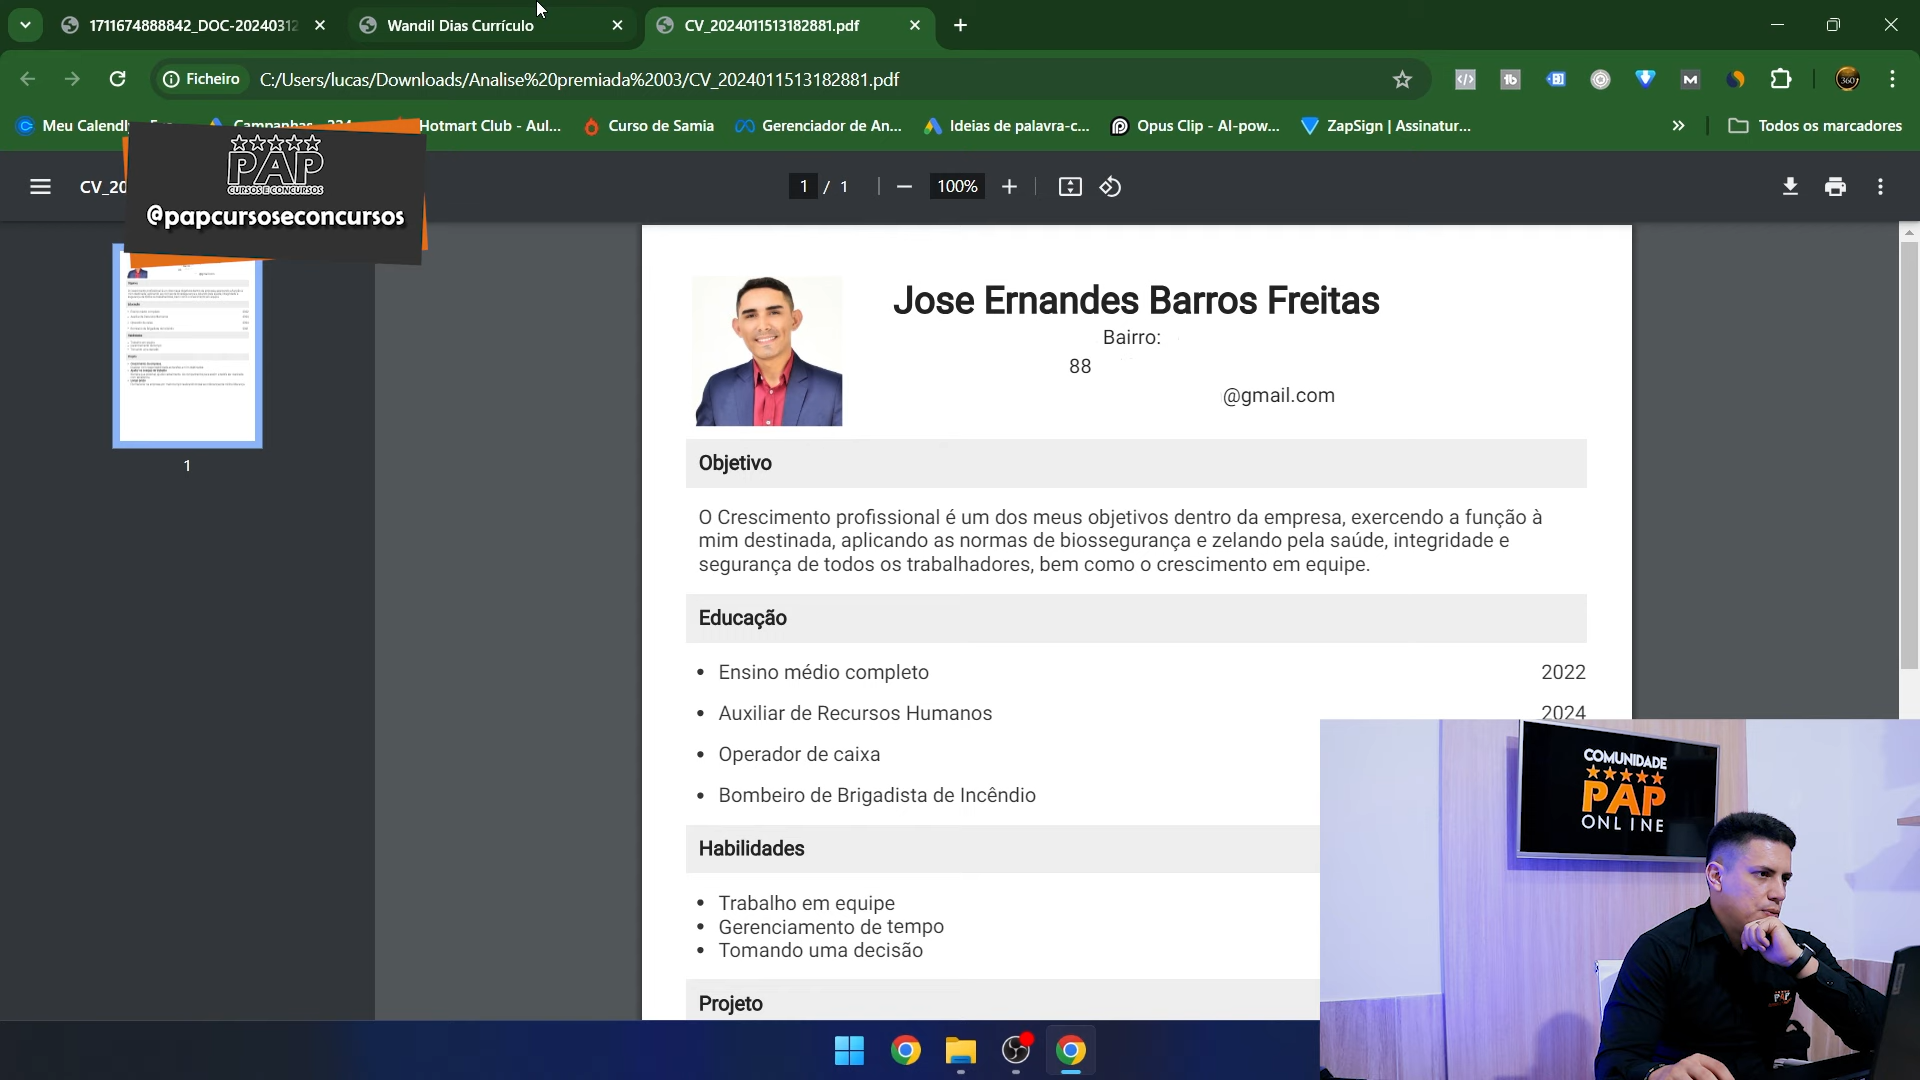 1711674888842_DOC-2024031
Wandil Dias Currículo
CV_2024011513182881.pdf
Ficheiro
C:/Users/lucas/Downloads/Analise%20premiada%2003/CV_2024011513182881.pdf
Meu Calendly
Campanhas
Hotmart Club - Aul...
Curso de Samia
Gerenciador de An...
Ideias de palavra-c...
Opus Clip - AI-pow...
ZapSign | Assinatur...
Todos os marcadores
PAP
CURSOS E CONCURSOS
@papcursoseconcursos
CV_20
1 / 1
100%
1
Jose Ernandes Barros Freitas
Bairro:
88
@gmail.com
Objetivo
O Crescimento profissional é um dos meus objetivos dentro da empresa, exercendo a função à
mim destinada, aplicando as normas de biossegurança e zelando pela saúde, integridade e
segurança de todos os trabalhadores, bem como o crescimento em equipe.
Educação
• Ensino médio completo 2022
• Auxiliar de Recursos Humanos 2024
• Operador de caixa
• Bombeiro de Brigadista de Incêndio
Habilidades
• Trabalho em equipe
• Gerenciamento de tempo
• Tomando uma decisão
Projeto
COMUNIDADE
PAP
ONLINE
PAP